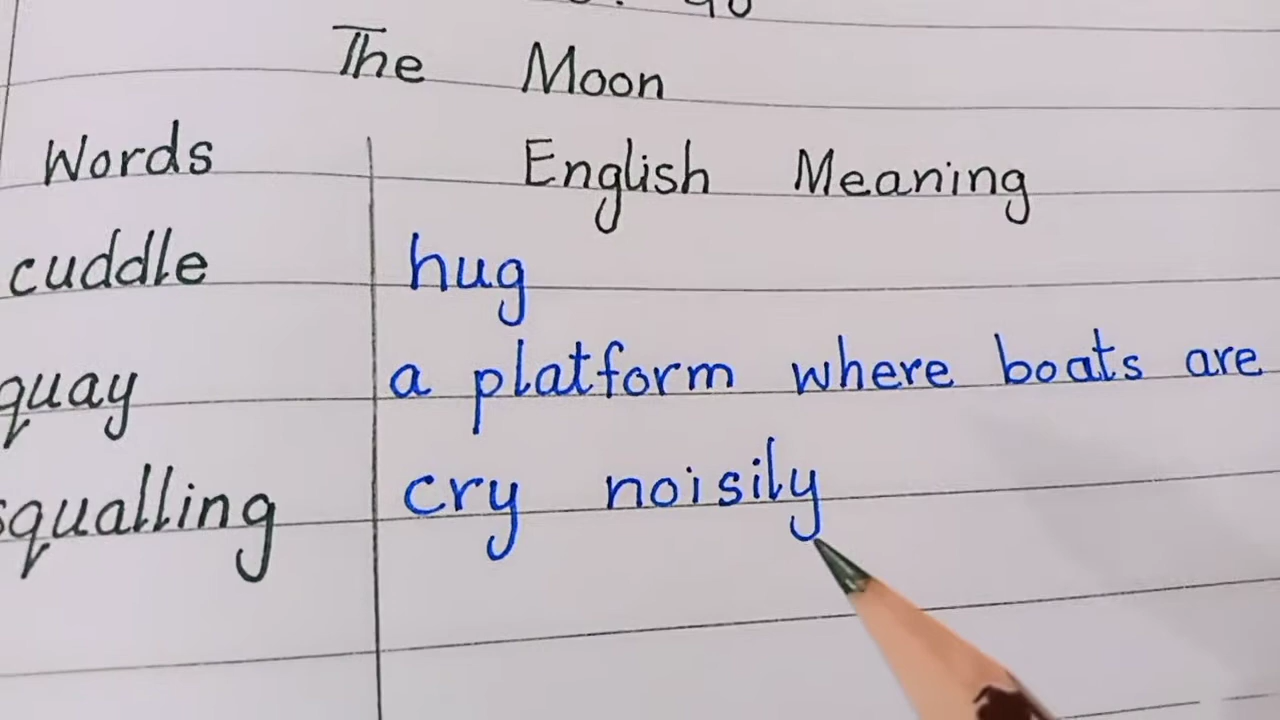 The Moon
Words English Meaning
cuddle hug
quay a platform where boats are
squalling cry noisily